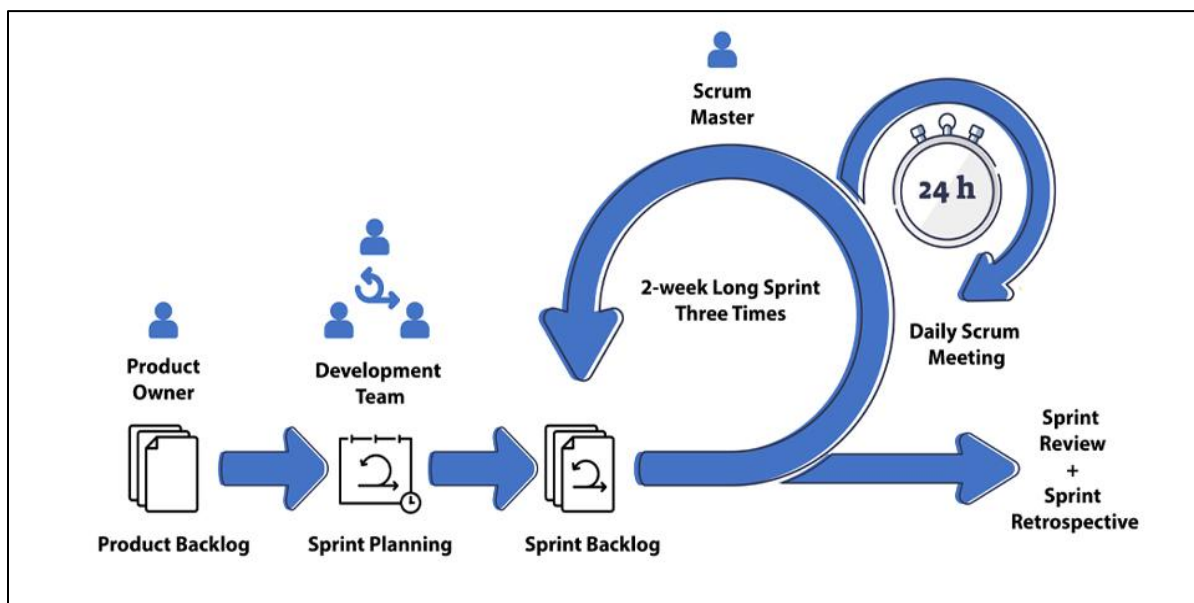 Scrum
Master
24 h
2-week Long Sprint
Three Times
Daily Scrum
Meeting
Product
Owner
Development
Team
Sprint
Review
+
Sprint
Retrospective
Product Backlog
Sprint Planning
Sprint Backlog